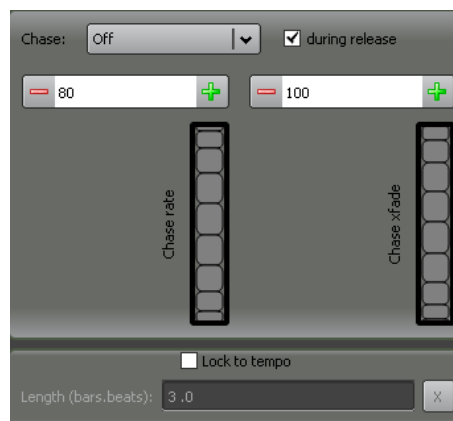 Chase: Off during release
80 100
Chase rate
Chase xfade
Lock to tempo
Length (bars.beats): 3 .0 X